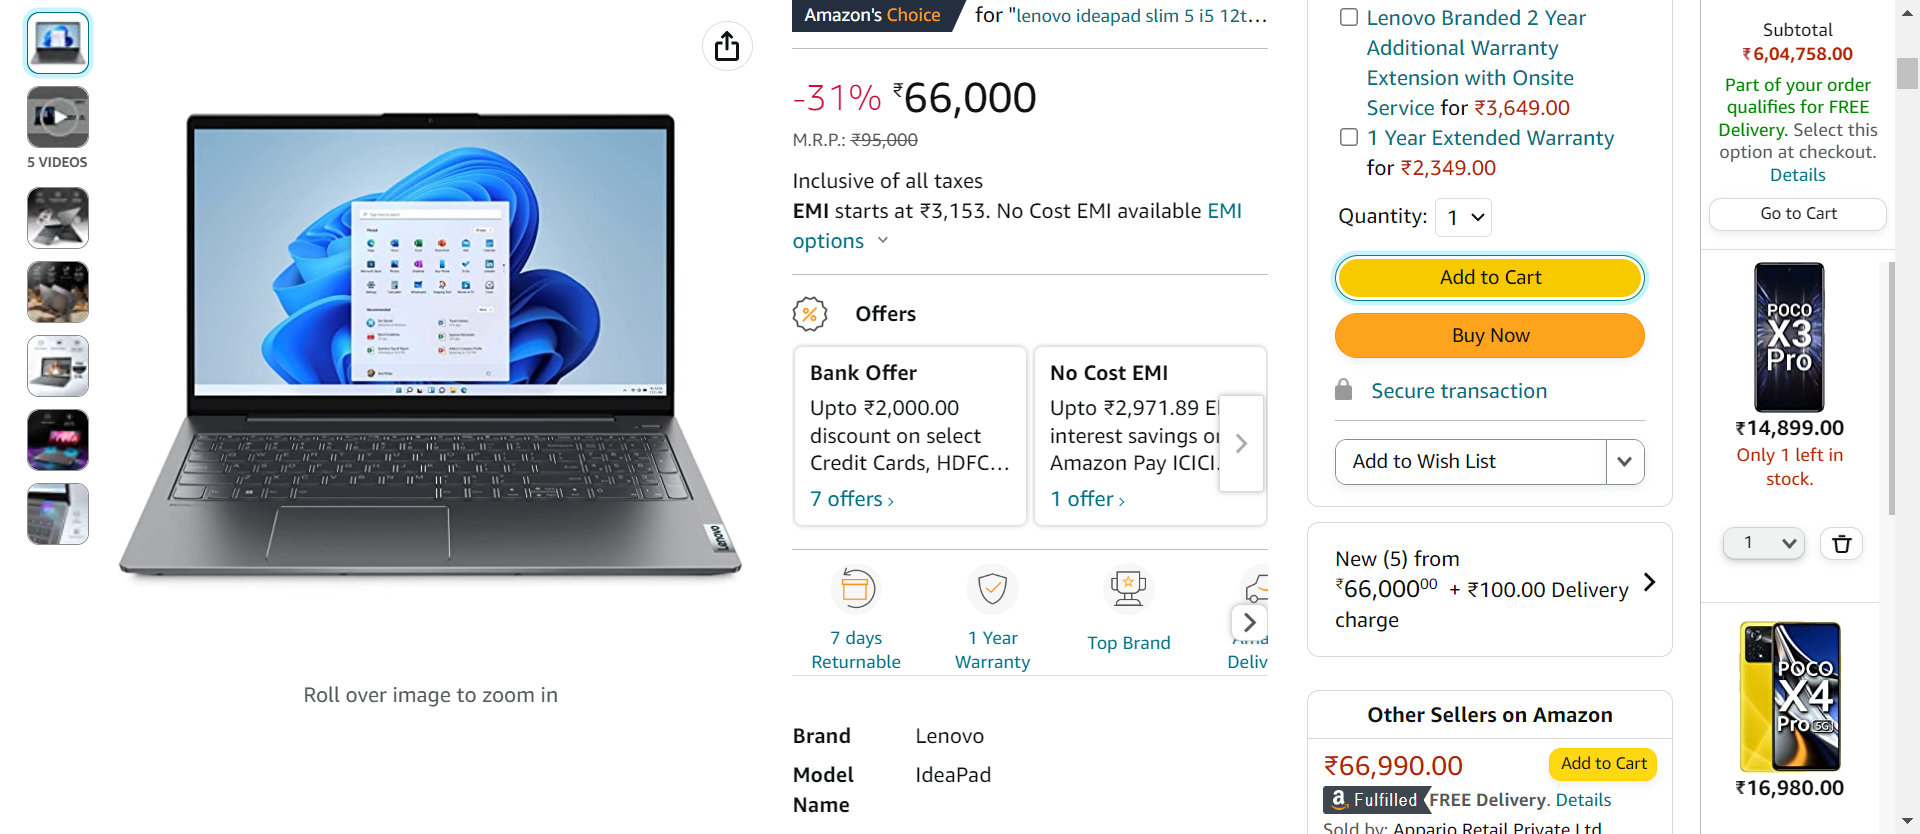 5 VIDEOS
Lenovo
Roll over image to zoom in
Amazon's Choice for "lenovo ideapad slim 5 i5 12t...
-31% ₹66,000
M.R.P.: ₹95,000
Inclusive of all taxes
EMI starts at ₹3,153. No Cost EMI available EMI
options
Offers
Bank Offer
Upto ₹2,000.00
discount on select
Credit Cards, HDFC...
7 offers ›
No Cost EMI
Upto ₹2,971.89 EI
interest savings or
Amazon Pay ICICI
1 offer ›
7 days
Returnable
1 Year
Warranty
Top Brand
Deliv
Brand Lenovo
Model IdeaPad
Name
Lenovo Branded 2 Year
Additional Warranty
Extension with Onsite
Service for ₹3,649.00
1 Year Extended Warranty
for ₹2,349.00
Quantity: 1
Add to Cart
Buy Now
Secure transaction
Add to Wish List
New (5) from
₹66,000⁰⁰ + ₹100.00 Delivery
charge
Other Sellers on Amazon
₹66,990.00 Add to Cart
a Fulfilled FREE Delivery. Details
Sold by: Appario Retail Private Ltd
Subtotal
₹6,04,758.00
Part of your order
qualifies for FREE
Delivery. Select this
option at checkout.
Details
Go to Cart
POCO
X3
Pro
₹14,899.00
Only 1 left in
stock.
1
POCO
X4
Pro 5G
₹16,980.00